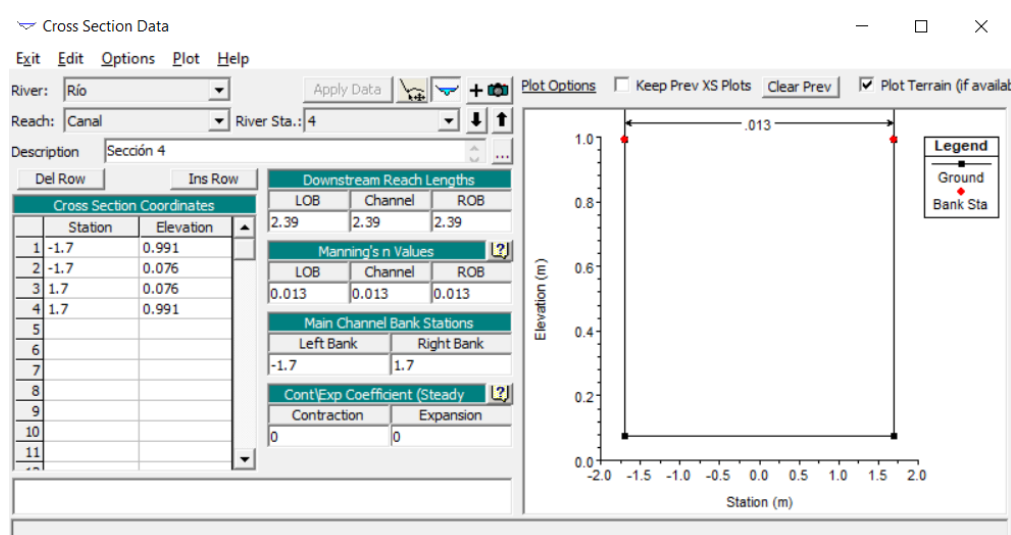 Cross Section Data
Exit Edit Options Plot Help
River: Río Apply Data
Reach: Canal River Sta.: 4
Description Sección 4 ...
Del Row Ins Row
Cross Section Coordinates
Station Elevation
1 -1.7 0.991
2 -1.7 0.076
3 1.7 0.076
4 1.7 0.991
5
6
7
8
9
10
11
Downstream Reach Lengths
LOB Channel ROB
2.39 2.39 2.39
Manning's n Values ?
LOB Channel ROB
0.013 0.013 0.013
Main Channel Bank Stations
Left Bank Right Bank
-1.7 1.7
Cont\Exp Coefficient (Steady ?
Contraction Expansion
0 0
Plot Options Keep Prev XS Plots Clear Prev Plot Terrain (if availab
.013
1.0
0.8
0.6
0.4
0.2
0.0
Elevation (m)
-2.0 -1.5 -1.0 -0.5 0.0 0.5 1.0 1.5 2.0
Station (m)
Legend
Ground
Bank Sta